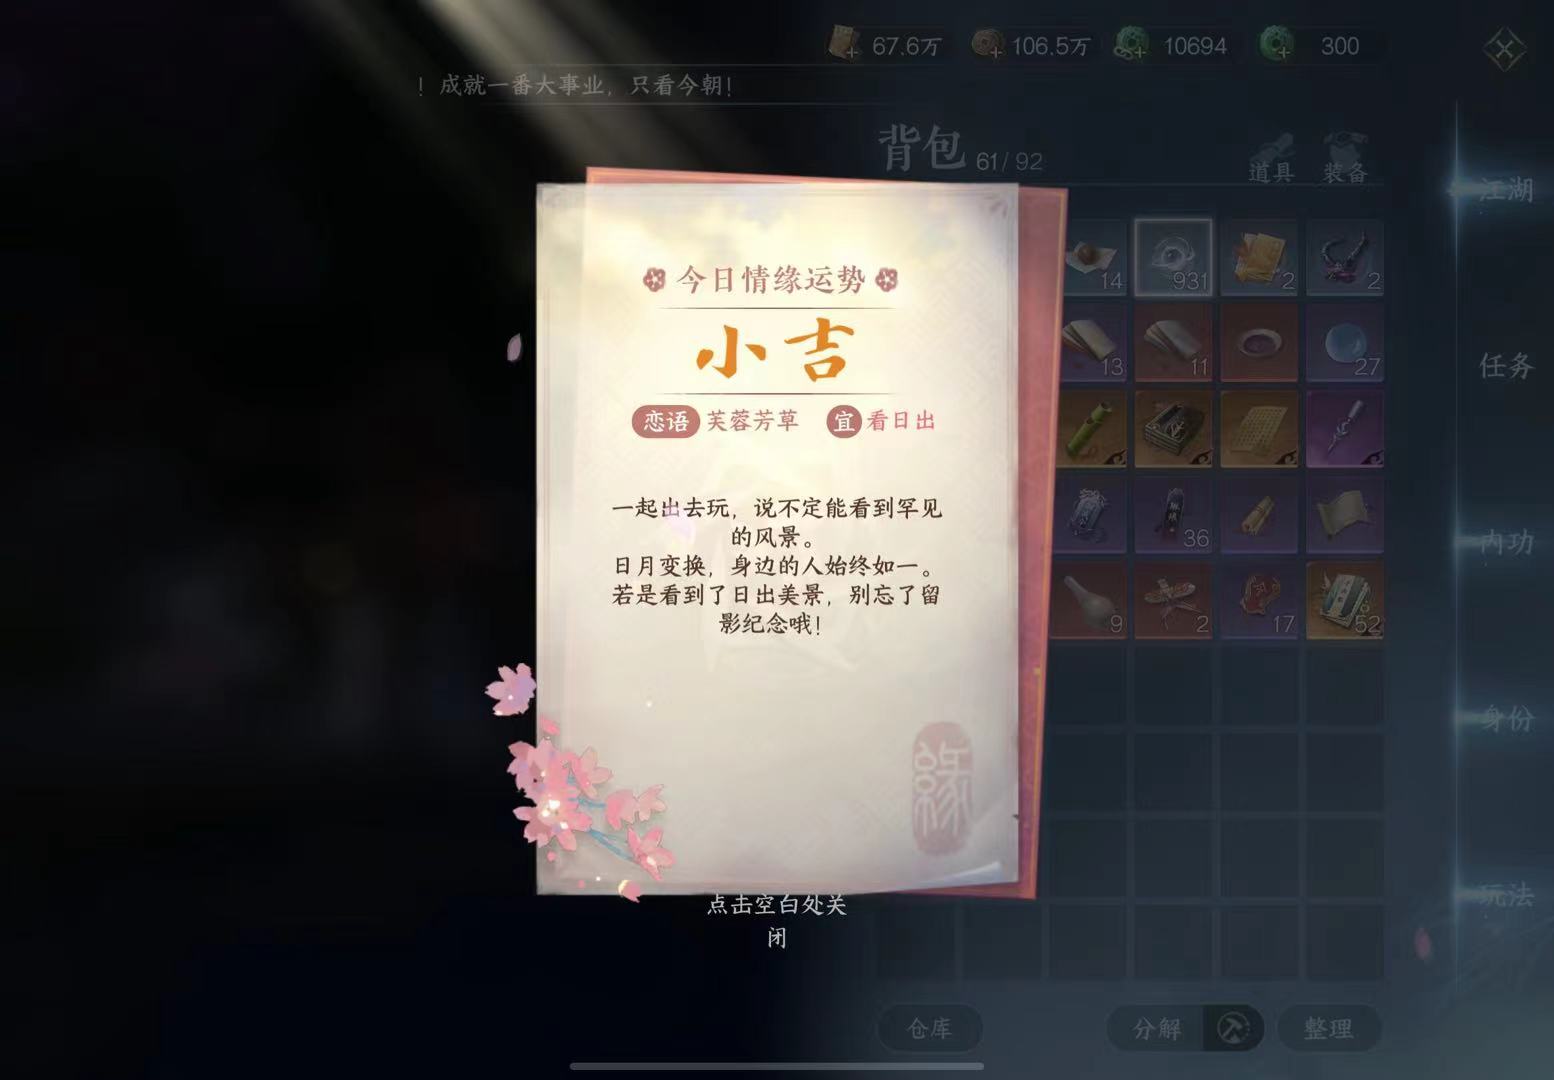 67.6万
106.5万
10694
300
！成就一番大事业，只看今朝！
背包 61/92
道具
装备
江湖
任务
内功
身份
玩法
今日情缘运势
小吉
恋语 芙蓉芳草 宜 看日出
一起出去玩，说不定能看到罕见
的风景。
日月变换，身边的人始终如一。
若是看到了日出美景，别忘了留
影纪念哦！
緣
点击空白处关
闭
14
931
2
2
13
11
27
36
9
2
17
52
仓库
分解
整理